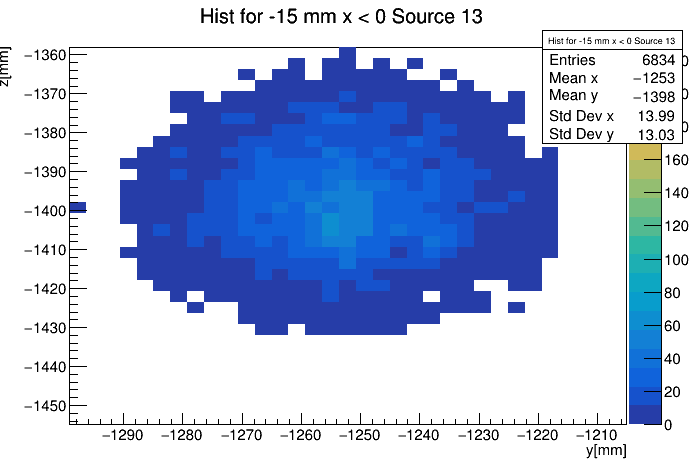 Hist for -15 mm x < 0 Source 13
z[mm]
−1360
−1370
−1380
−1390
−1400
−1410
−1420
−1430
−1440
−1450
Hist for -15 mm x < 0 Source 13
Entries 6834
Mean x −1253
Mean y −1398
Std Dev x 13.99
Std Dev y 13.03
160
140
120
100
80
60
40
20
0
−1290 −1280 −1270 −1260 −1250 −1240 −1230 −1220 −1210
y[mm]